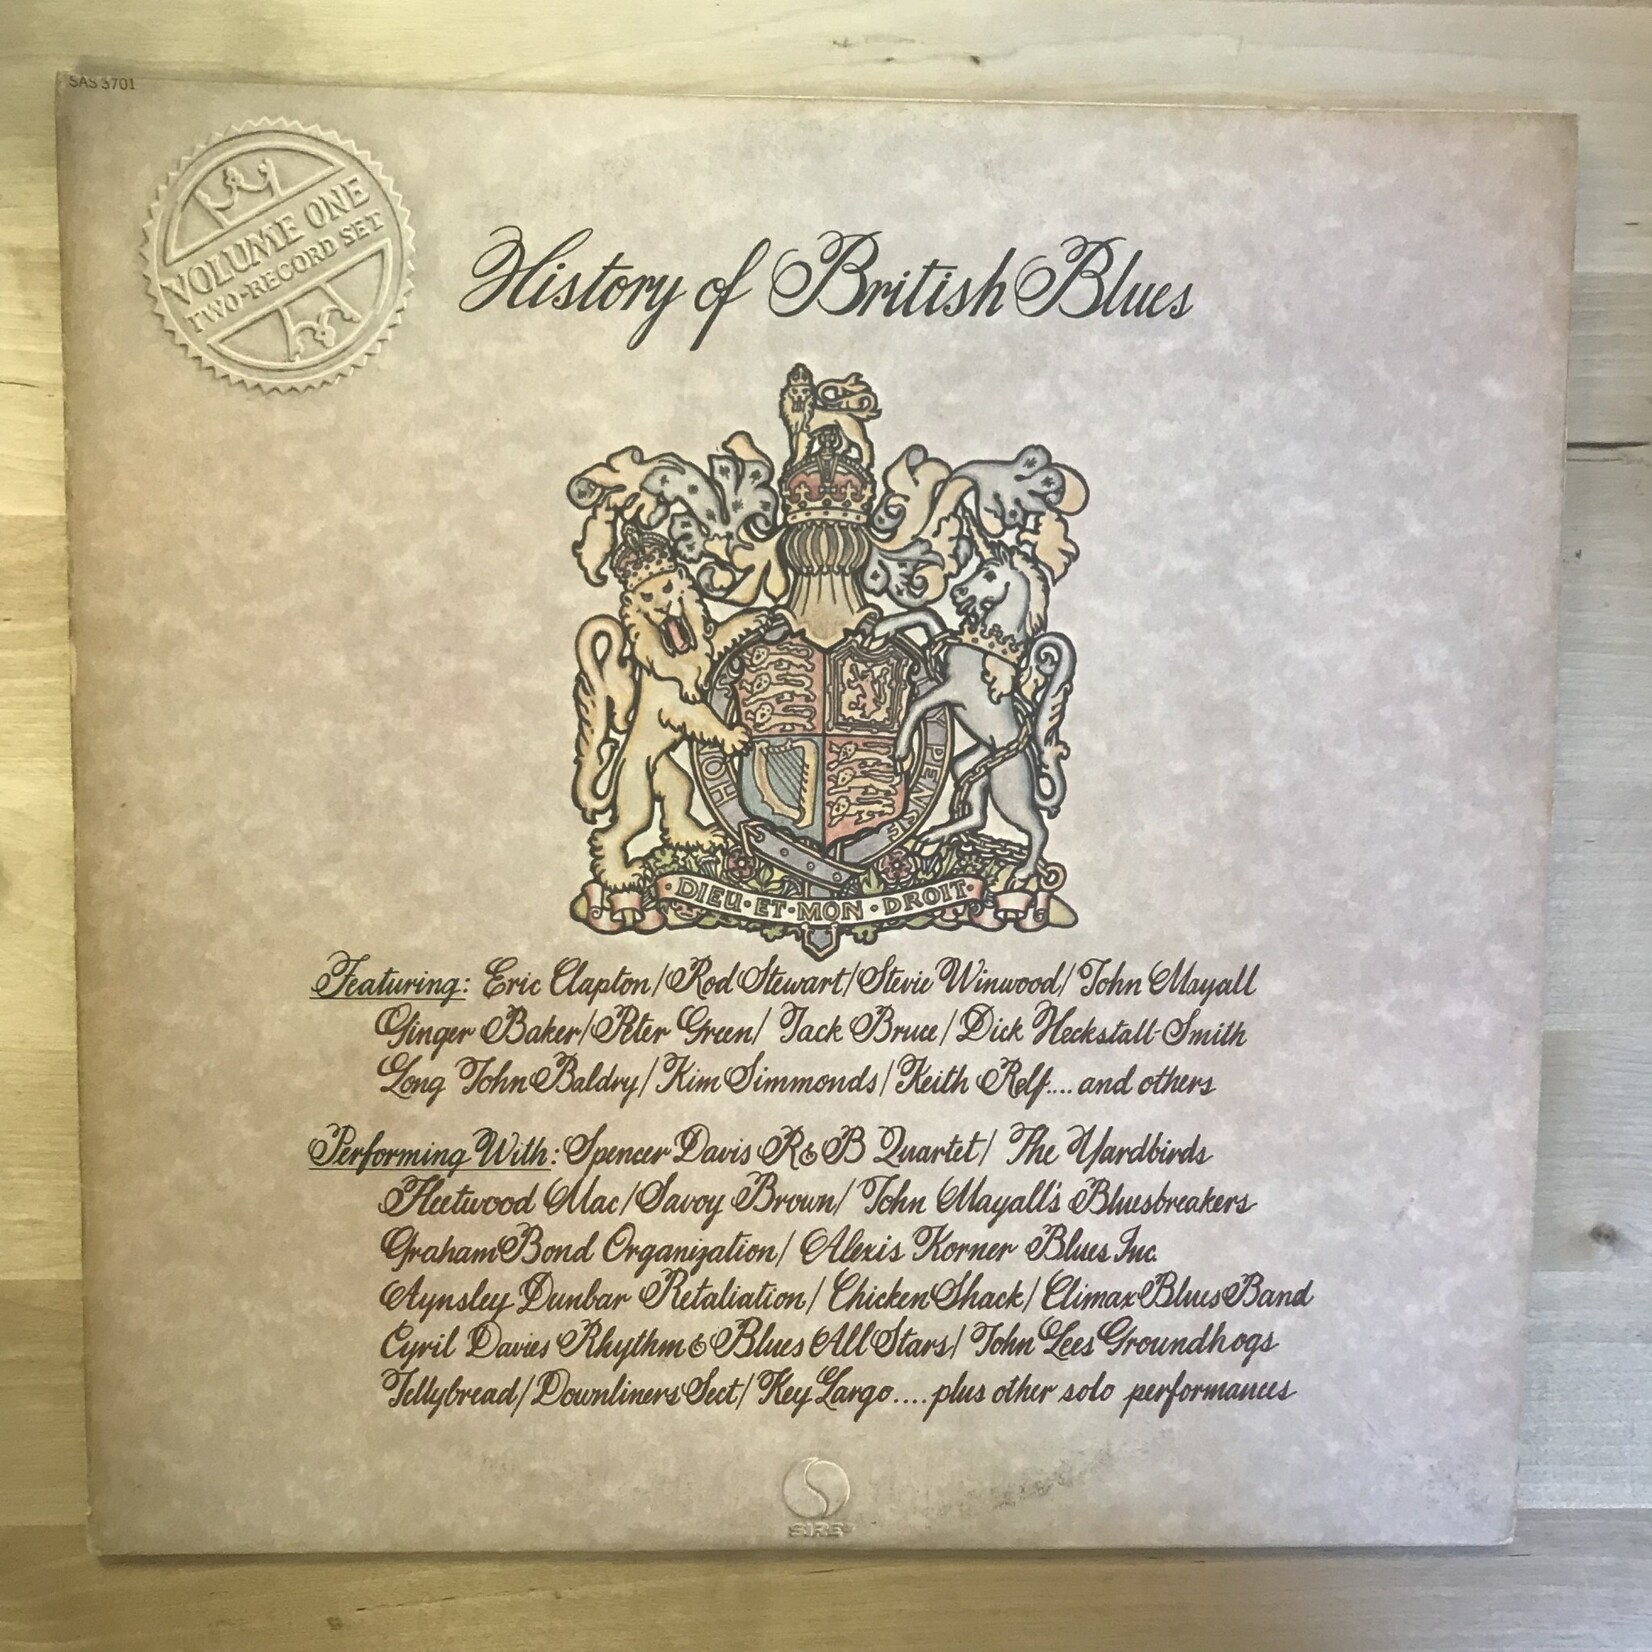 SAS 3701
VOLUME ONE
TWO-RECORD SET
History of British Blues
HONI
PENSE
DIEU·ET·MON·DROIT·
Featuring: Eric Clapton/Rod Stewart/Stevie Winwood/John Mayall
Ginger Baker/Peter Green/Jack Bruce/Dick Heckstall-Smith
Long John Baldry/Kim Simmonds/Keith Relf....and others
Performing With: Spencer Davis R&B Quartet/The Yardbirds
Fleetwood Mac/Savoy Brown/John Mayall's Bluesbreakers
Graham Bond Organization/Alexis Korner Blues Inc.
Aynsley Dunbar Retaliation/Chicken Shack/Climax Blues Band
Cyril Davies Rhythm & Blues All Stars/John Lees Groundhogs
Jellybread/Downliners Sect/Key Largo....plus other solo performances
SIRE